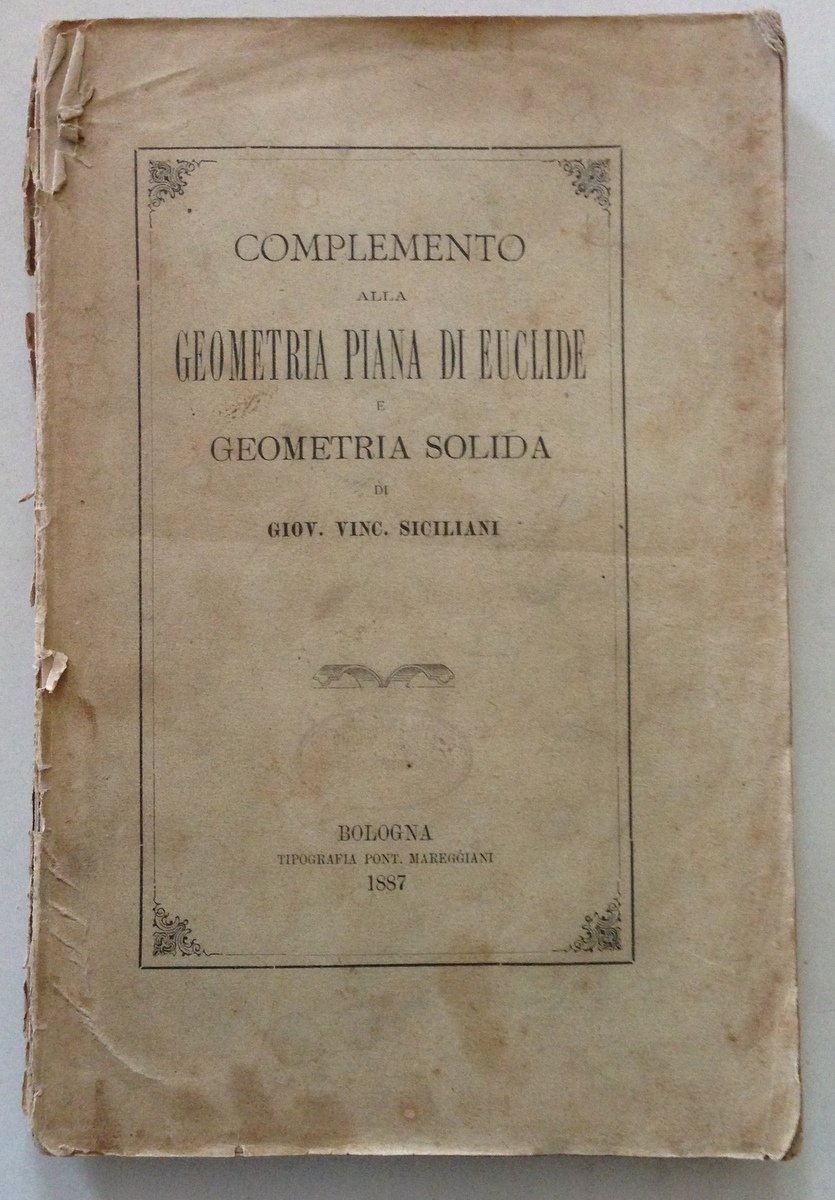 COMPLEMENTO
ALLA
GEOMETRIA PIANA DI EUCLIDE
E
GEOMETRIA SOLIDA
DI
GIOV. VINC. SICILIANI
BOLOGNA
TIPOGRAFIA PONT. MAREGGIANI
1887